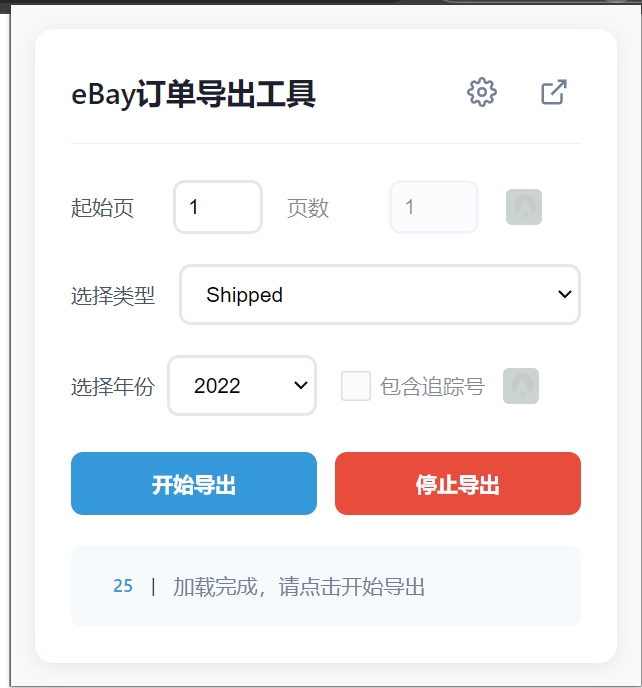 eBay订单导出工具
起始页 1 页数 1
选择类型 Shipped
选择年份 2022 包含追踪号
开始导出 停止导出
25 | 加载完成，请点击开始导出